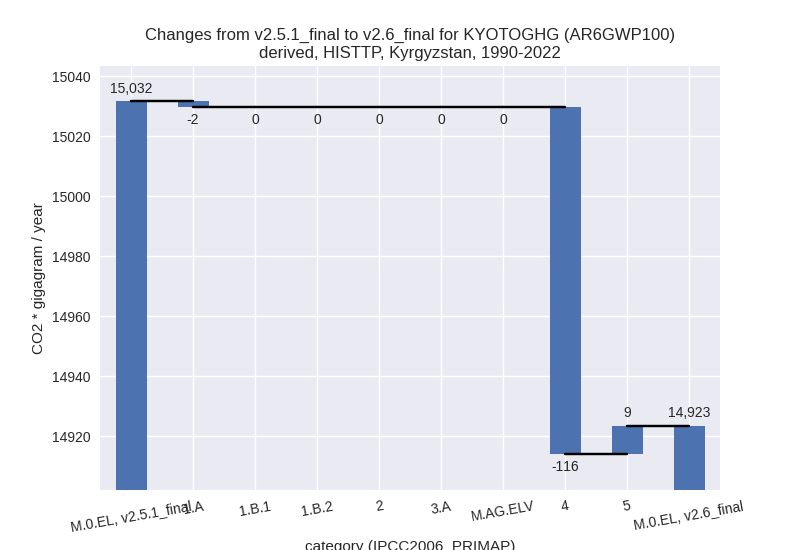 Changes from v2.5.1_final to v2.6_final for KYOTOGHG (AR6GWP100)
derived, HISTTP, Kyrgyzstan, 1990-2022
CO2 * gigagram / year
15040
15020
15000
14980
14960
14940
14920
15,032
-2
0
0
0
0
0
-116
9
14,923
M.0.EL, v2.5.1_final
1.A
1.B.1
1.B.2
2
3.A
M.AG.ELV
4
5
M.0.EL, v2.6_final
category (IPCC2006_PRIMAP)